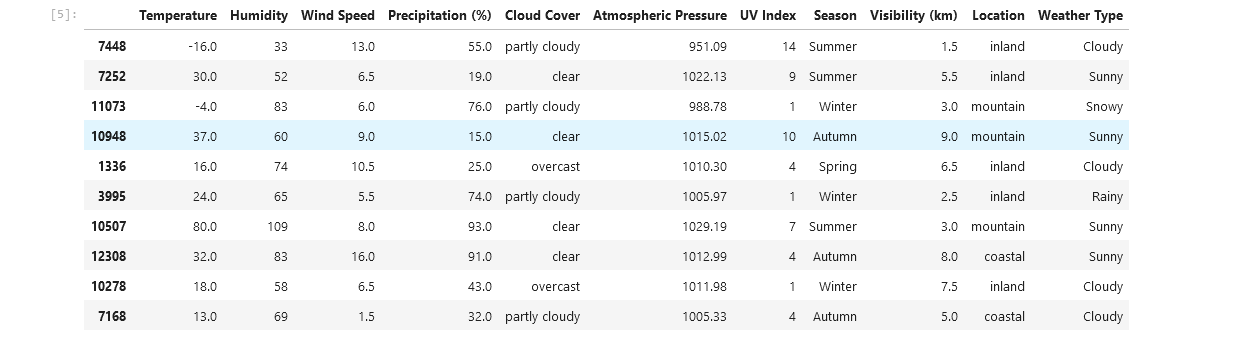 [5]:
Temperature Humidity Wind Speed Precipitation (%) Cloud Cover Atmospheric Pressure UV Index Season Visibility (km) Location Weather Type
7448 -16.0 33 13.0 55.0 partly cloudy 951.09 14 Summer 1.5 inland Cloudy
7252 30.0 52 6.5 19.0 clear 1022.13 9 Summer 5.5 inland Sunny
11073 -4.0 83 6.0 76.0 partly cloudy 988.78 1 Winter 3.0 mountain Snowy
10948 37.0 60 9.0 15.0 clear 1015.02 10 Autumn 9.0 mountain Sunny
1336 16.0 74 10.5 25.0 overcast 1010.30 4 Spring 6.5 inland Cloudy
3995 24.0 65 5.5 74.0 partly cloudy 1005.97 1 Winter 2.5 inland Rainy
10507 80.0 109 8.0 93.0 clear 1029.19 7 Summer 3.0 mountain Sunny
12308 32.0 83 16.0 91.0 clear 1012.99 4 Autumn 8.0 coastal Sunny
10278 18.0 58 6.5 43.0 overcast 1011.98 1 Winter 7.5 inland Cloudy
7168 13.0 69 1.5 32.0 partly cloudy 1005.33 4 Autumn 5.0 coastal Cloudy